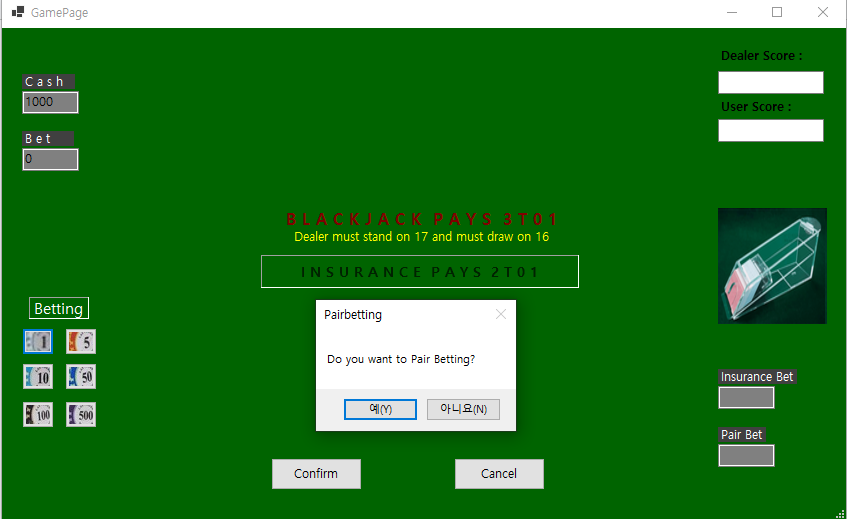 GamePage
Dealer Score :
Cash
1000
User Score :
Bet
0
BLACKJACK PAYS 3T01
Dealer must stand on 17 and must draw on 16
INSURANCE PAYS 2T01
Betting
Pairbetting
1
5
Do you want to Pair Betting?
10
50
Insurance Bet
100
500
예(Y)
아니요(N)
Pair Bet
Confirm
Cancel